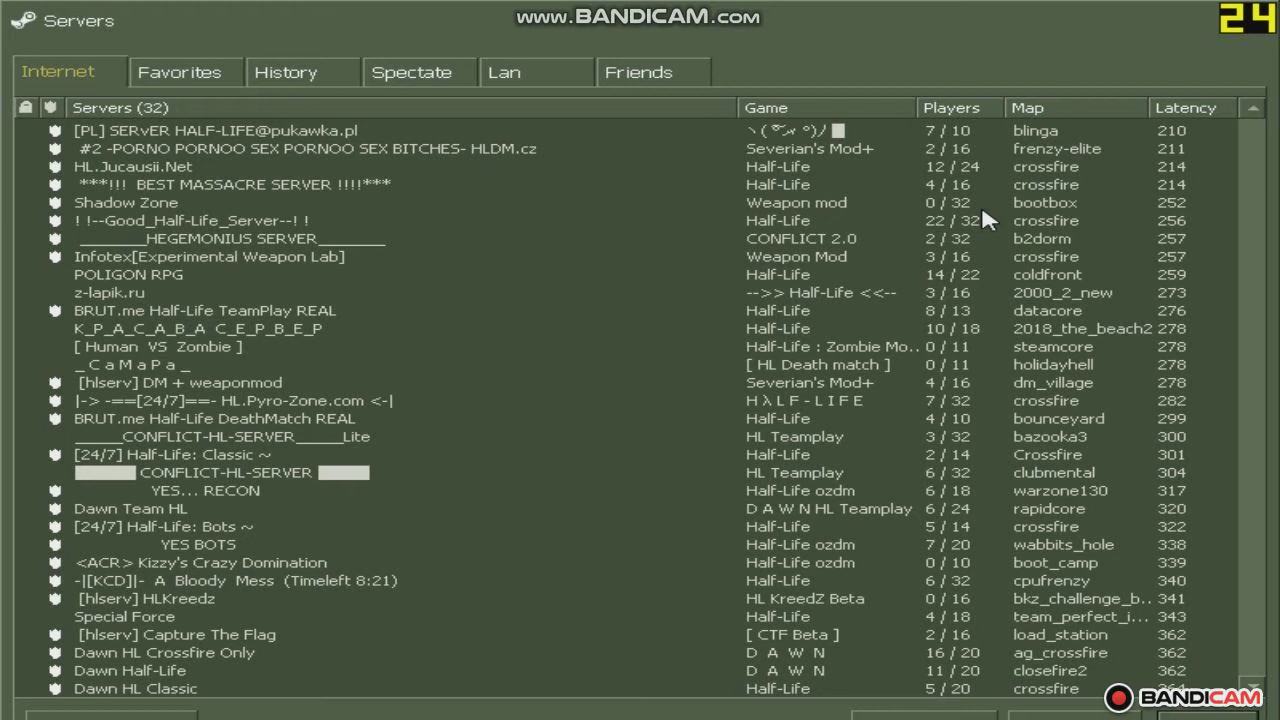 www.BANDICAM.com
24
Servers
Internet Favorites History Spectate Lan Friends
Servers (32) Game Players Map Latency
[PL] SERvER HALF-LIFE@pukawka.pl 7 / 10 blinga 210
#2 -PORNO PORNOO SEX PORNOO SEX BITCHES- HLDM.cz Severian's Mod+ 2 / 16 frenzy-elite 211
HL.Jucausii.Net Half-Life 12 / 24 crossfire 214
***!!! BEST MASSACRE SERVER !!!!*** Half-Life 4 / 16 crossfire 214
Shadow Zone Weapon mod 0 / 32 bootbox 252
! !--Good_Half-Life_Server--! ! Half-Life 22 / 32 crossfire 256
_______HEGEMONIUS SERVER_______ CONFLICT 2.0 2 / 32 b2dorm 257
Infotex[Experimental Weapon Lab] Weapon Mod 3 / 16 crossfire 257
POLIGON RPG Half-Life 14 / 22 coldfront 259
z-lapik.ru -->> Half-Life <<-- 3 / 16 2000_2_new 273
BRUT.me Half-Life TeamPlay REAL Half-Life 8 / 13 datacore 276
K_P_A_C_A_B_A C_E_P_B_E_P Half-Life 10 / 18 2018_the_beach2 278
[ Human VS Zombie ] Half-Life : Zombie Mo... 0 / 11 steamcore 278
_ C a M a P a _ [ HL Death match ] 0 / 11 holidayhell 278
[hlserv] DM + weaponmod Severian's Mod+ 4 / 16 dm_village 278
|-> -==[24/7]==- HL.Pyro-Zone.com <-| H λ L F - L I F E 7 / 32 crossfire 282
BRUT.me Half-Life DeathMatch REAL Half-Life 4 / 10 bounceyard 299
_____CONFLICT-HL-SERVER_____Lite HL Teamplay 3 / 32 bazooka3 300
[24/7] Half-Life: Classic ~ Half-Life 2 / 14 Crossfire 301
CONFLICT-HL-SERVER HL Teamplay 6 / 32 clubmental 304
YES... RECON Half-Life ozdm 6 / 18 warzone130 317
Dawn Team HL D A W N HL Teamplay 6 / 24 rapidcore 320
[24/7] Half-Life: Bots ~ Half-Life 5 / 14 crossfire 322
YES BOTS Half-Life ozdm 7 / 20 wabbits_hole 338
<ACR> Kizzy's Crazy Domination Half-Life ozdm 0 / 10 boot_camp 339
-|[KCD]|- A Bloody Mess (Timeleft 8:21) Half-Life 6 / 32 cpufrenzy 340
[hlserv] HLKreedz HL KreedZ Beta 0 / 16 bkz_challenge_b... 341
Special Force Half-Life 4 / 18 team_perfect_i... 343
[hlserv] Capture The Flag [ CTF Beta ] 2 / 16 load_station 362
Dawn HL Crossfire Only D A W N 16 / 20 ag_crossfire 362
Dawn Half-Life D A W N 11 / 20 closefire2 362
Dawn HL Classic Half-Life 5 / 20 crossfire
BANDICAM